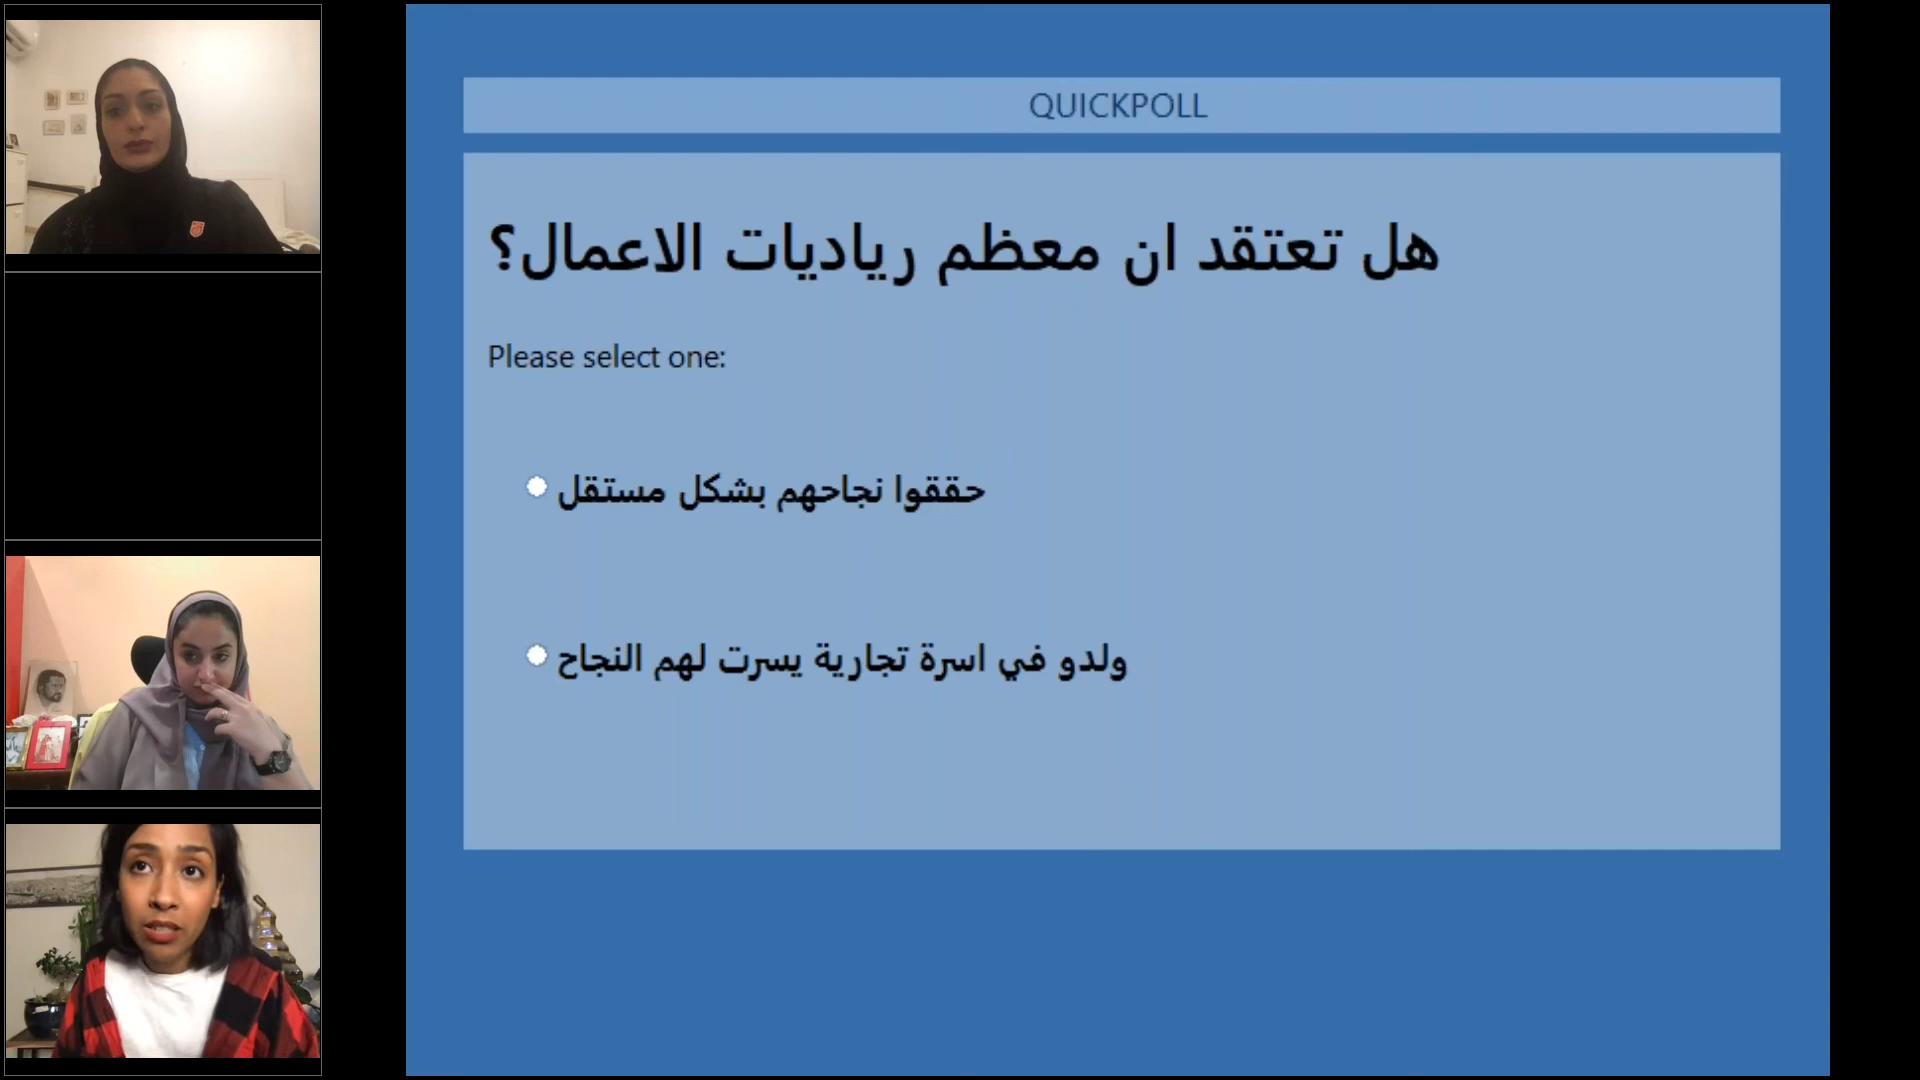 QUICKPOLL
هل تعتقد ان معظم رياديات الاعمال؟
Please select one:
حققوا نجاحهم بشكل مستقل
ولدو في اسرة تجارية يسرت لهم النجاح